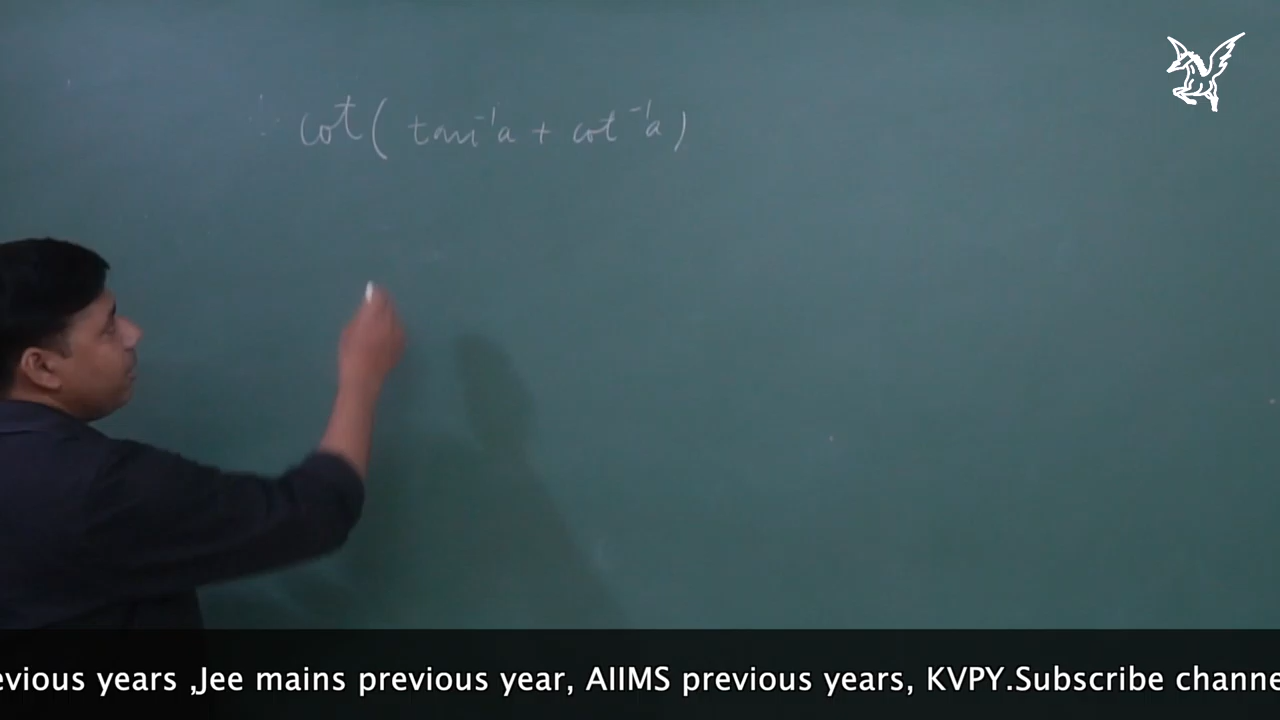 cot( tan⁻¹a + cot⁻¹a )
evious years ,Jee mains previous year, AIIMS previous years, KVPY.Subscribe channe